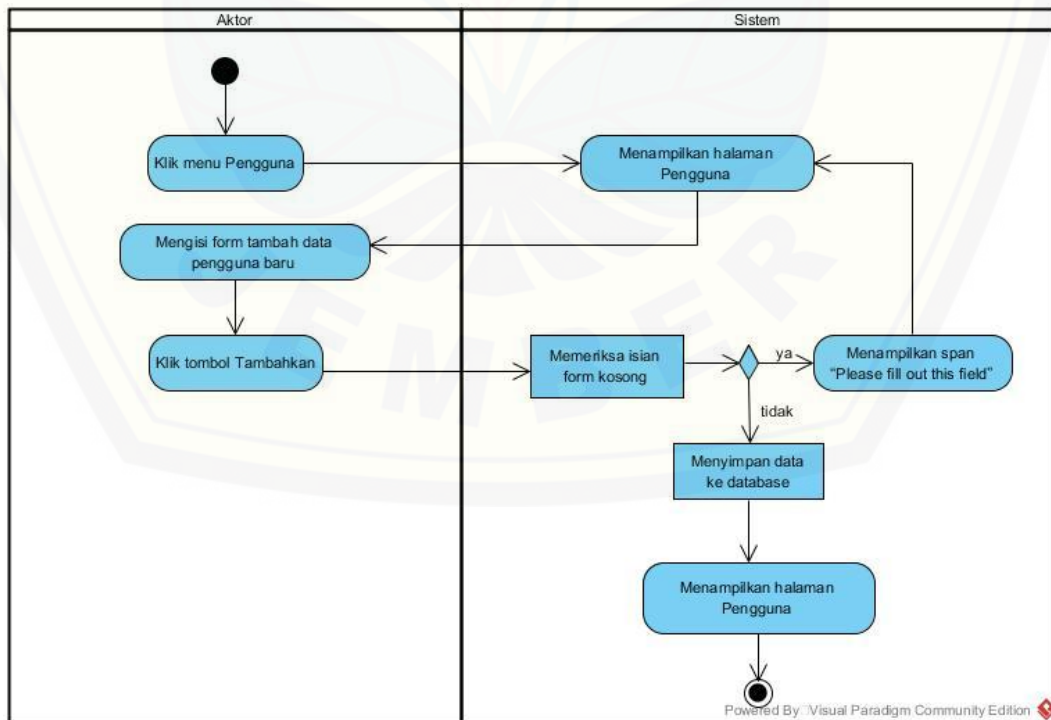 Aktor
Sistem
Klik menu Pengguna
Menampilkan halaman
Pengguna
Mengisi form tambah data
pengguna baru
Klik tombol Tambahkan
Memeriksa isian
form kosong
ya
Menampilkan span
“Please fill out this field”
tidak
Menyimpan data
ke database
Menampilkan halaman
Pengguna
Powered By Visual Paradigm Community Edition
EMBER